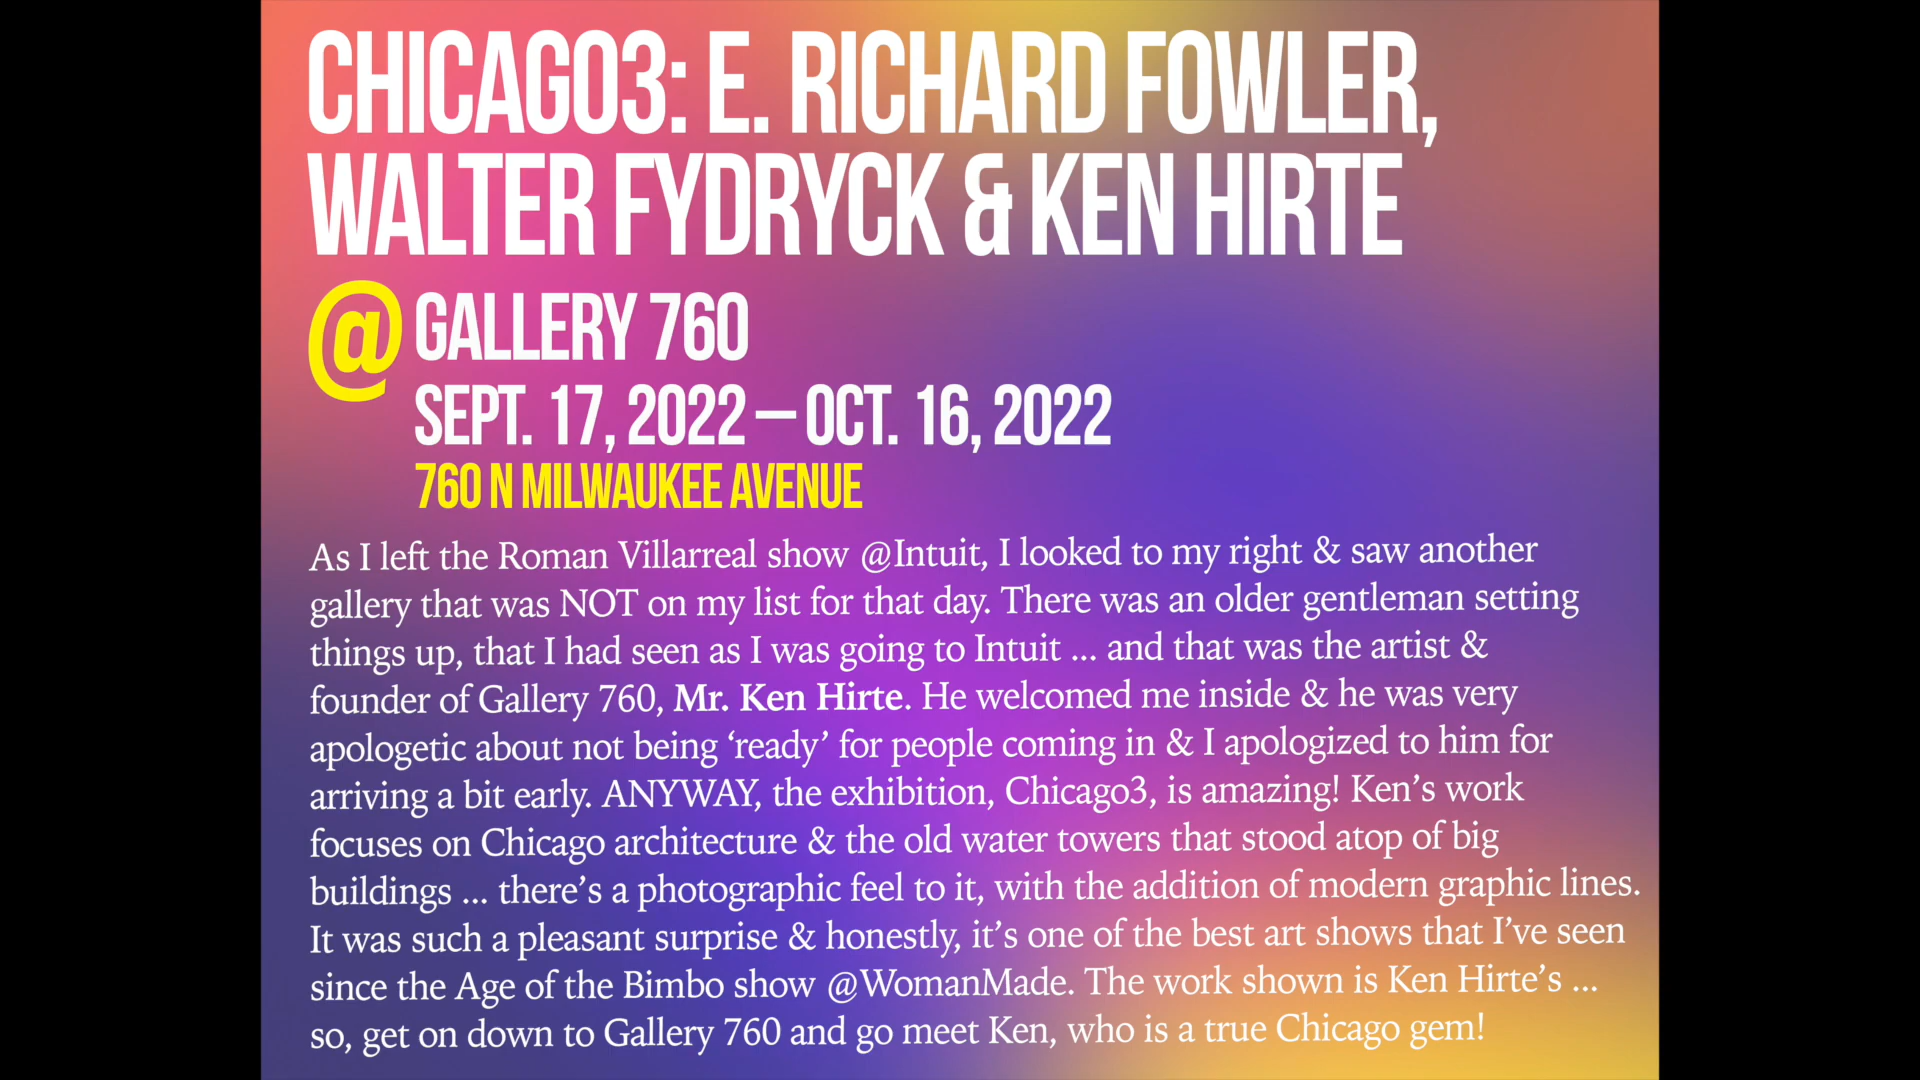 CHICAGO3: E. RICHARD FOWLER,
WALTER FYDRYCK & KEN HIRTE
@ GALLERY 760
SEPT. 17, 2022 – OCT. 16, 2022
760 N MILWAUKEE AVENUE
As I left the Roman Villarreal show @Intuit, I looked to my right & saw another
gallery that was NOT on my list for that day. There was an older gentleman setting
things up, that I had seen as I was going to Intuit ... and that was the artist &
founder of Gallery 760, Mr. Ken Hirte. He welcomed me inside & he was very
apologetic about not being ‘ready’ for people coming in & I apologized to him for
arriving a bit early. ANYWAY, the exhibition, Chicago3, is amazing! Ken’s work
focuses on Chicago architecture & the old water towers that stood atop of big
buildings ... there’s a photographic feel to it, with the addition of modern graphic lines.
It was such a pleasant surprise & honestly, it’s one of the best art shows that I’ve seen
since the Age of the Bimbo show @WomanMade. The work shown is Ken Hirte’s ...
so, get on down to Gallery 760 and go meet Ken, who is a true Chicago gem!